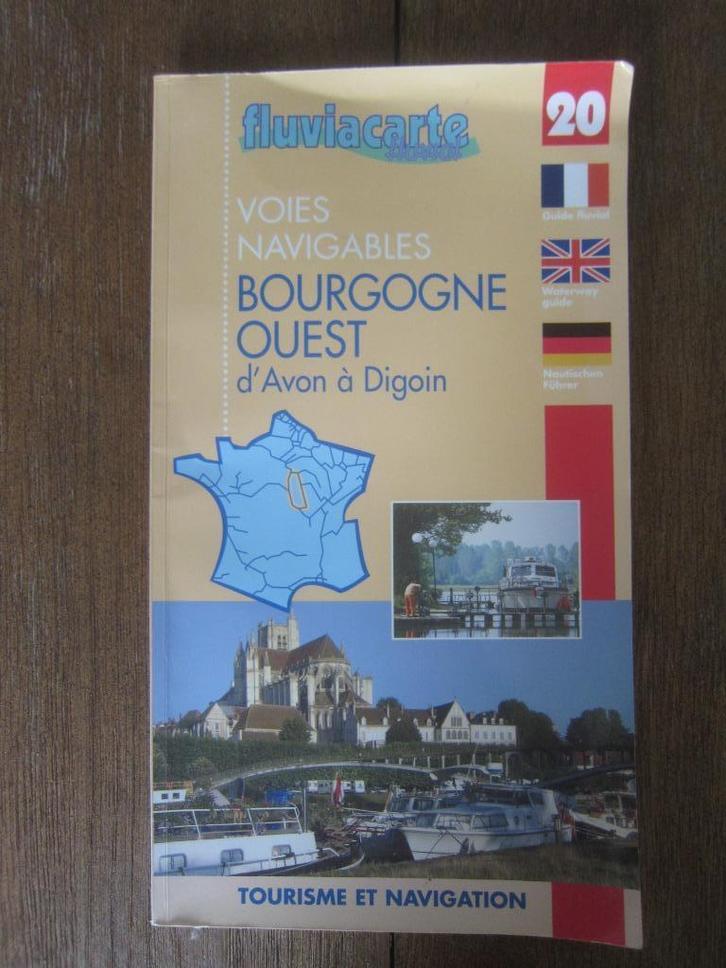 fluviacarte
20
Guide fluvial
VOIES
NAVIGABLES
Waterway
guide
BOURGOGNE
OUEST
d'Avon à Digoin
Nautischen
Führer
TOURISME ET NAVIGATION